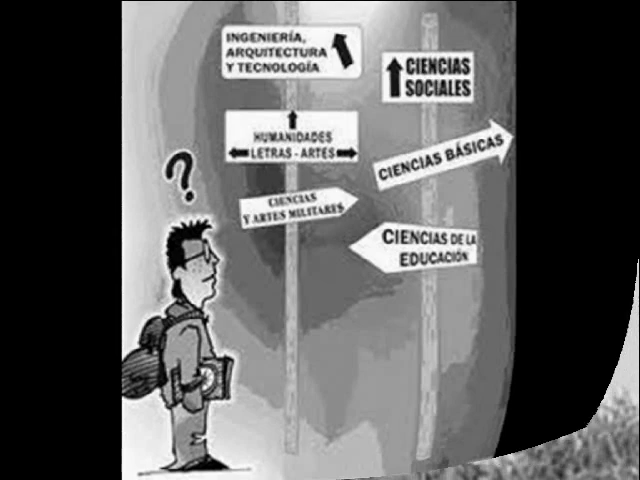 INGENIERÍA,
ARQUITECTURA
Y TECNOLOGÍA
CIENCIAS
SOCIALES
HUMANIDADES
LETRAS - ARTES
CIENCIAS BÁSICAS
CIENCIAS
Y ARTES MILITARES
CIENCIAS DE LA
EDUCACIÓN
?